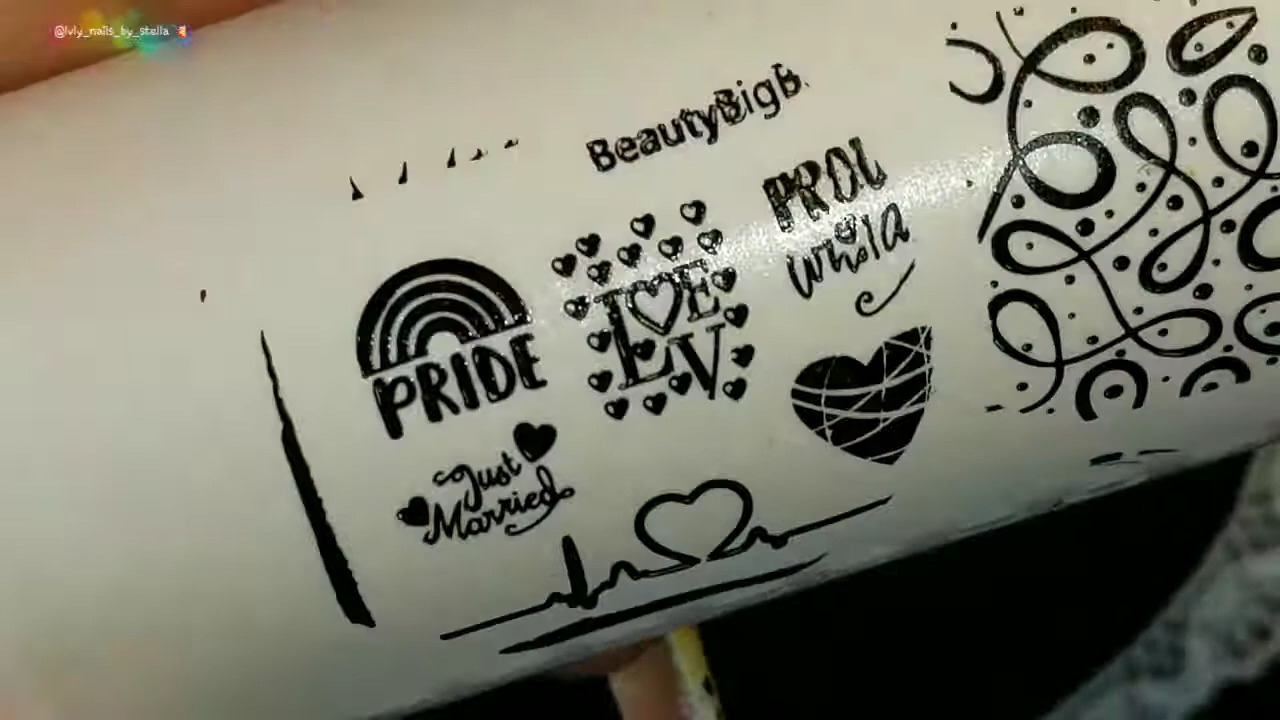 @lvly_nails_by_stella
BeautyBigB
PRIDE
LOVE
Just
Married